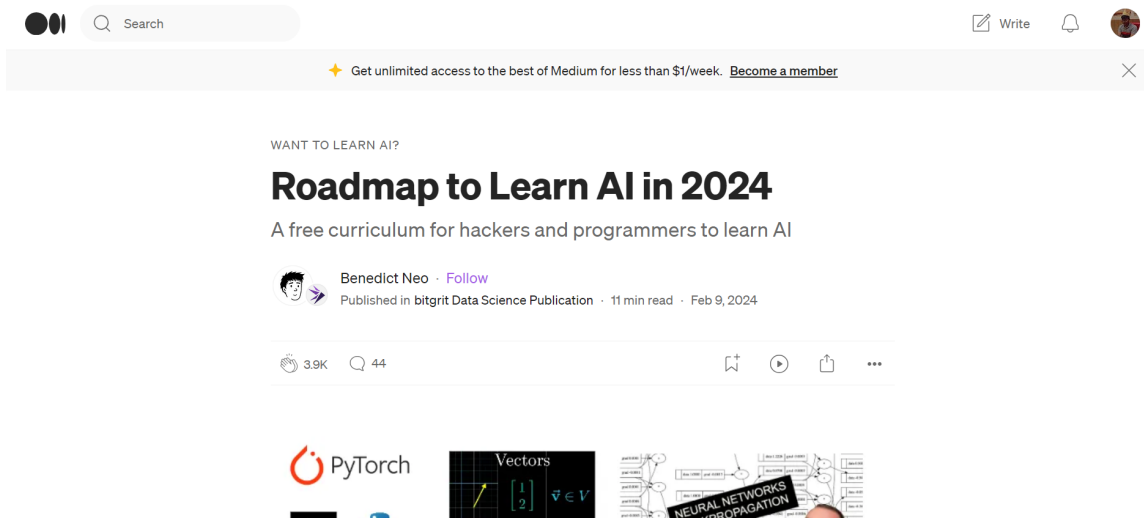 Search
Write
Get unlimited access to the best of Medium for less than $1/week. Become a member
WANT TO LEARN AI?
Roadmap to Learn AI in 2024
A free curriculum for hackers and programmers to learn AI
Benedict Neo · Follow
Published in bitgrit Data Science Publication · 11 min read · Feb 9, 2024
3.9K
44
PyTorch
Vectors
[1 2] v⃗ ∈ V
NEURAL NETWORKS